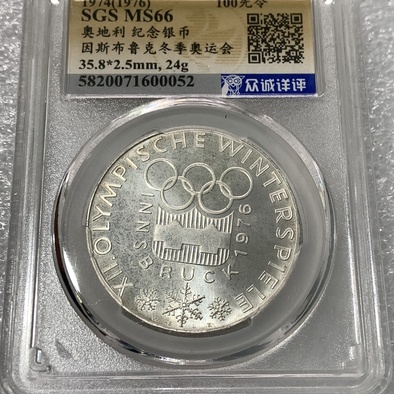 1974(1976) 100先令
SGS MS66
奥地利 纪念银币
因斯布鲁克冬季奥运会
35.8*2.5mm, 24g
5820071600052
众诚评评
XII. OLYMPISCHE WINTERSPIELE
INNSBRUCK 1976